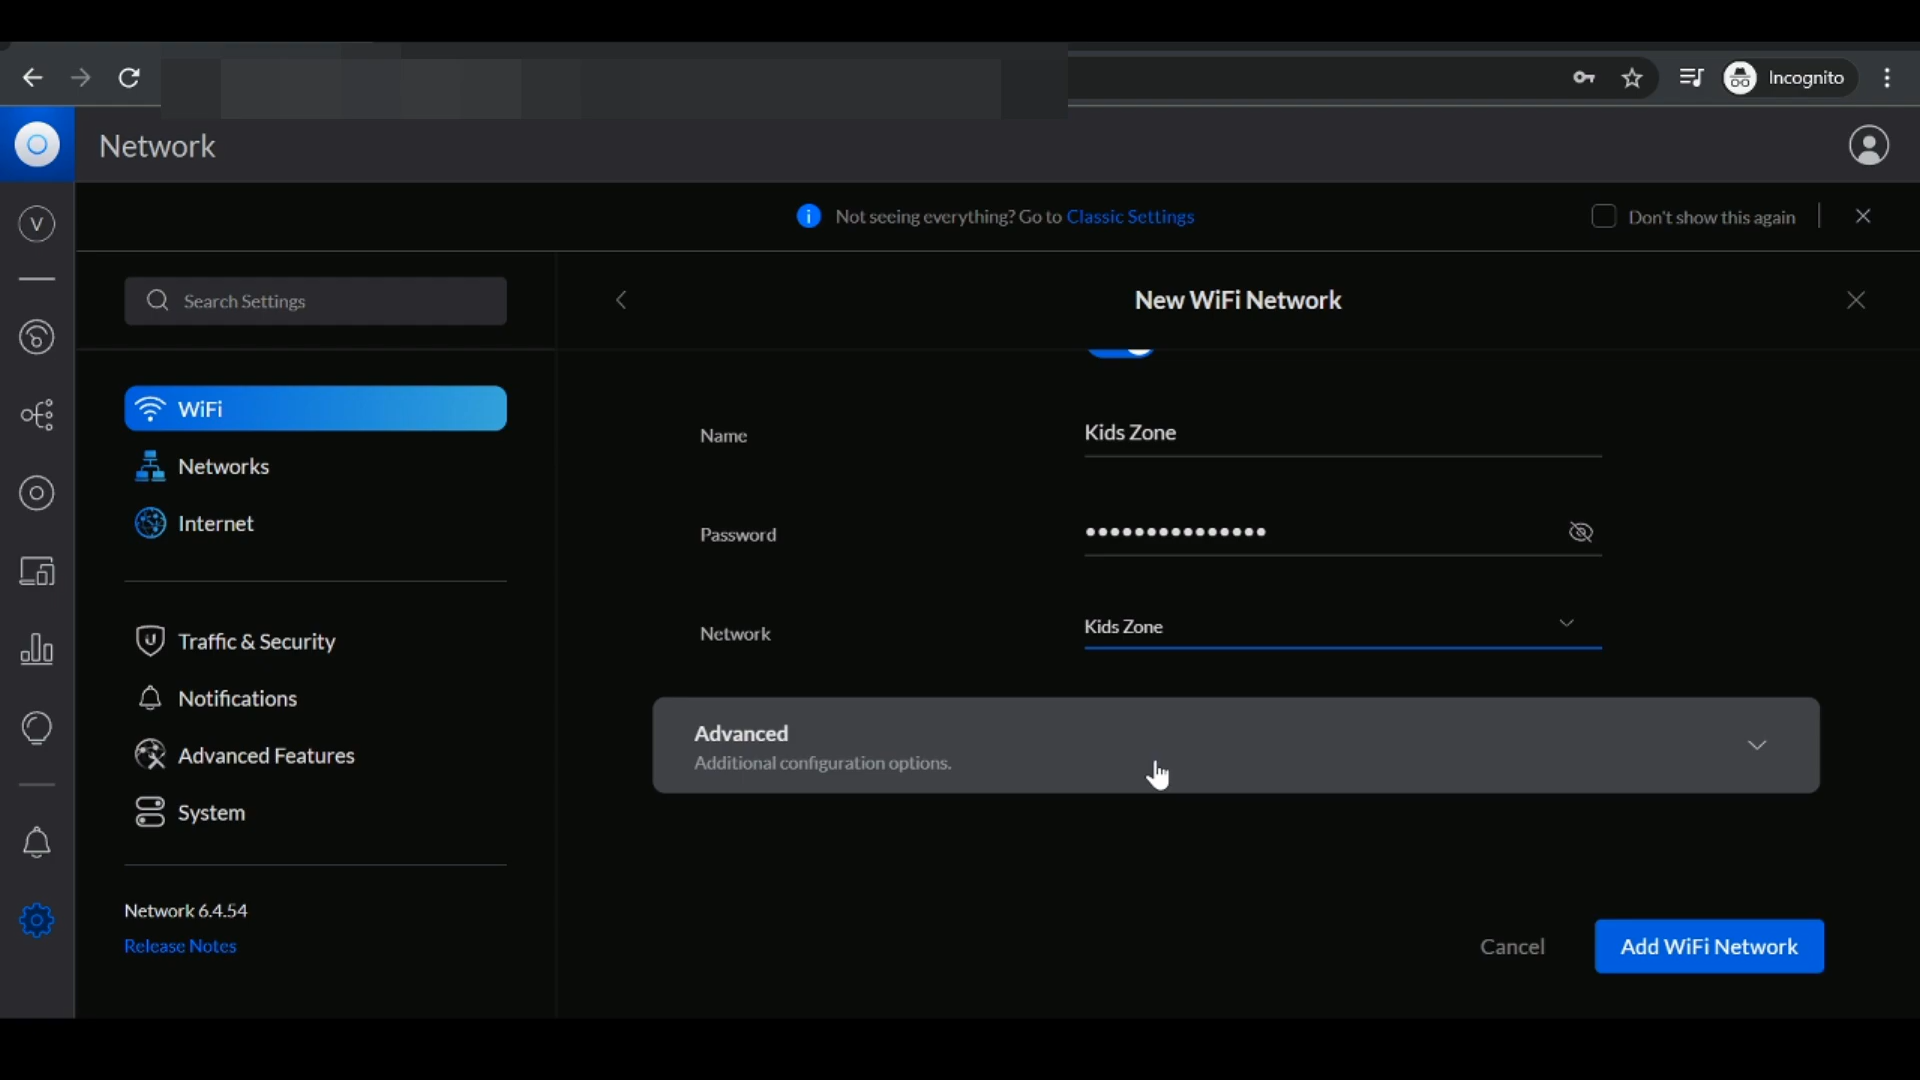 Incognito
Network
V
Not seeing everything? Go to Classic Settings
Don't show this again
Search Settings
New WiFi Network
WiFi
Networks
Internet
Traffic & Security
Notifications
Advanced Features
System
Network 6.4.54
Release Notes
Name
Kids Zone
Password
•••••••••••••••
Network
Kids Zone
Advanced
Additional configuration options.
Cancel
Add WiFi Network